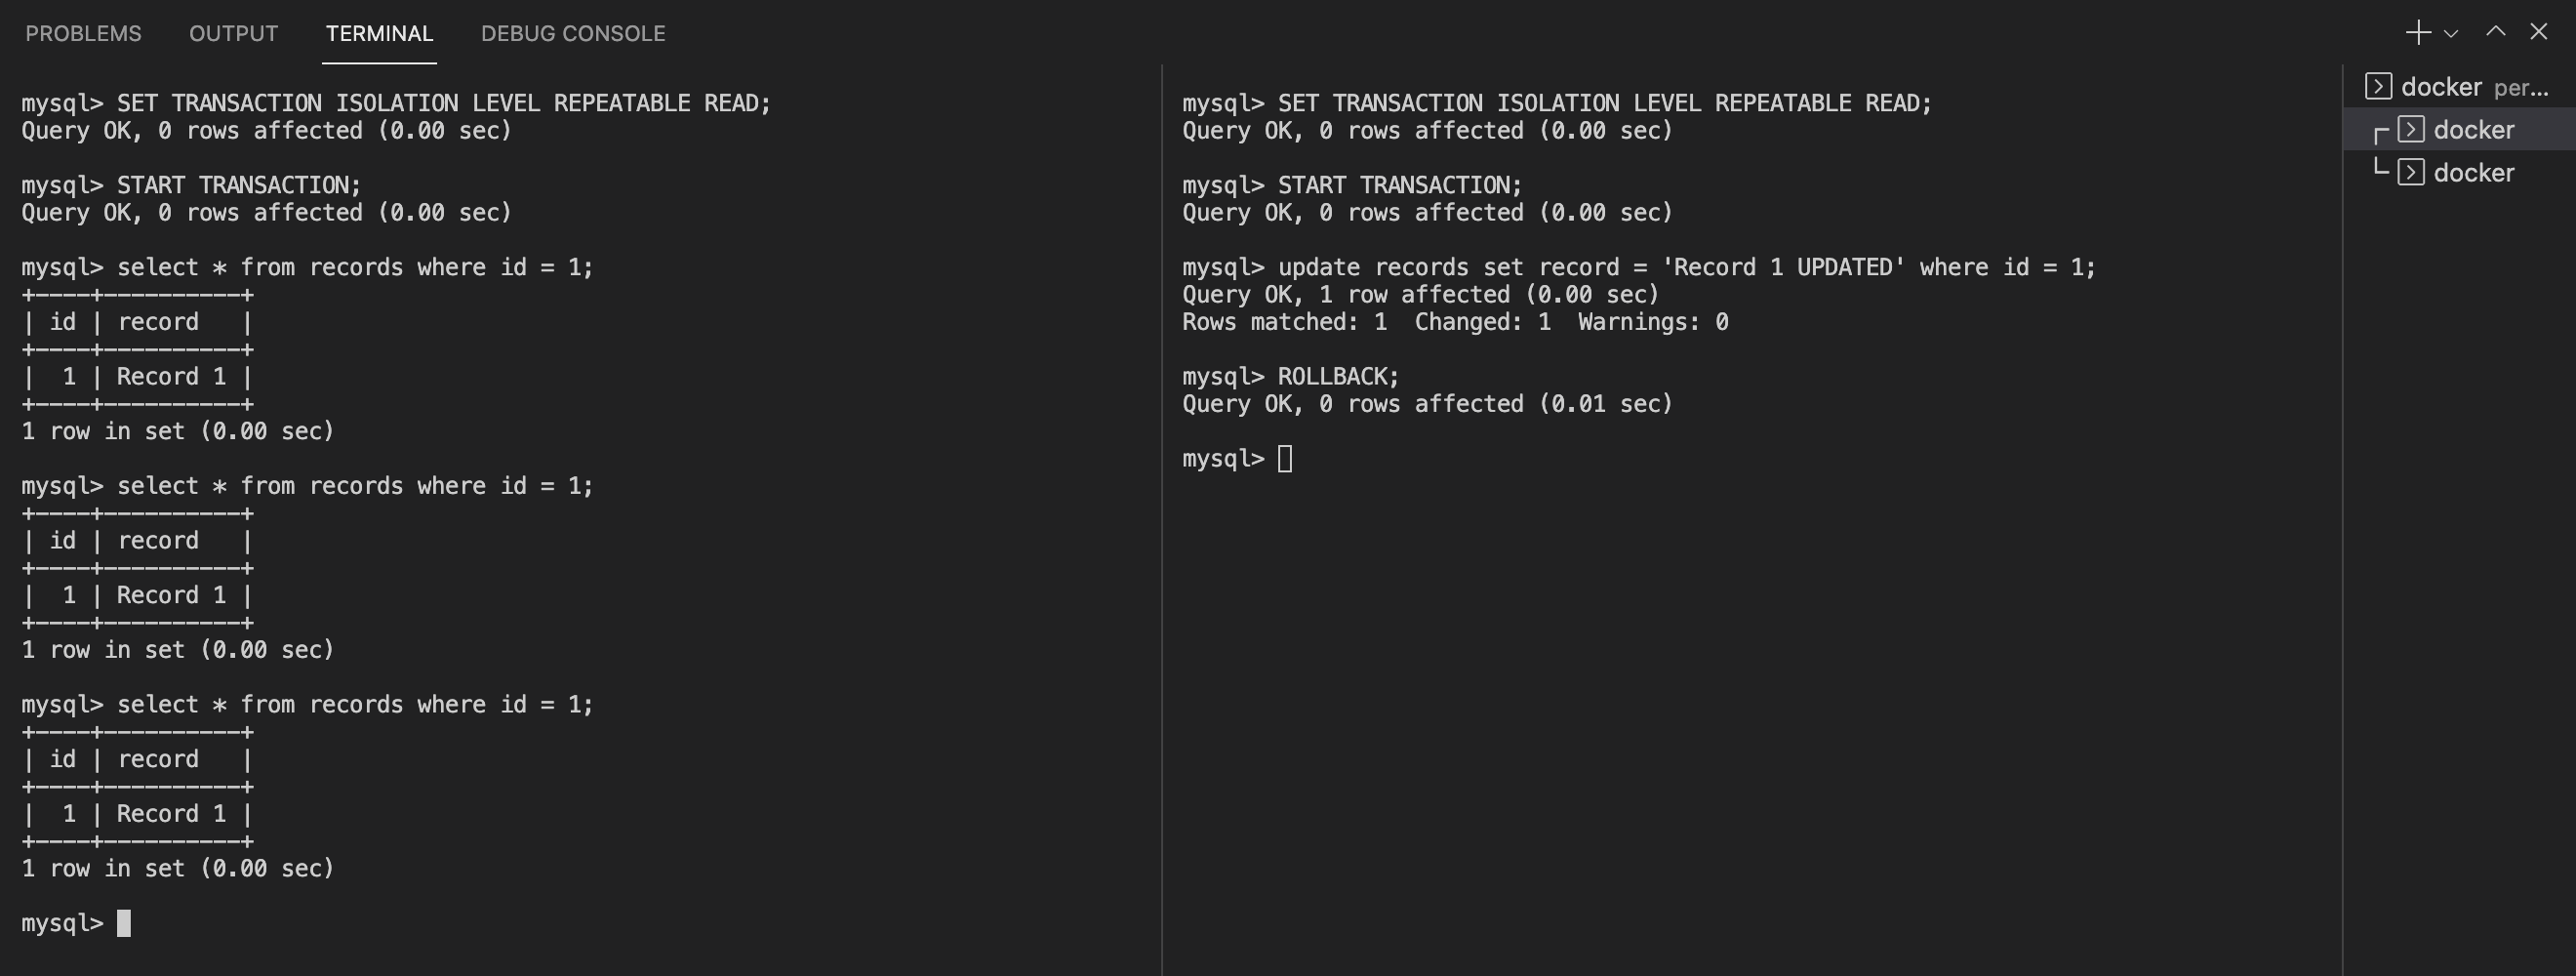 PROBLEMS OUTPUT TERMINAL DEBUG CONSOLE
mysql> SET TRANSACTION ISOLATION LEVEL REPEATABLE READ;
Query OK, 0 rows affected (0.00 sec)
mysql> START TRANSACTION;
Query OK, 0 rows affected (0.00 sec)
mysql> select * from records where id = 1;
+----+----------+
| id | record   |
+----+----------+
|  1 | Record 1 |
+----+----------+
1 row in set (0.00 sec)
mysql> select * from records where id = 1;
+----+----------+
| id | record   |
+----+----------+
|  1 | Record 1 |
+----+----------+
1 row in set (0.00 sec)
mysql> select * from records where id = 1;
+----+----------+
| id | record   |
+----+----------+
|  1 | Record 1 |
+----+----------+
1 row in set (0.00 sec)
mysql>
mysql> SET TRANSACTION ISOLATION LEVEL REPEATABLE READ;
Query OK, 0 rows affected (0.00 sec)
mysql> START TRANSACTION;
Query OK, 0 rows affected (0.00 sec)
mysql> update records set record = 'Record 1 UPDATED' where id = 1;
Query OK, 1 row affected (0.00 sec)
Rows matched: 1  Changed: 1  Warnings: 0
mysql> ROLLBACK;
Query OK, 0 rows affected (0.01 sec)
mysql>
docker per...
docker
docker